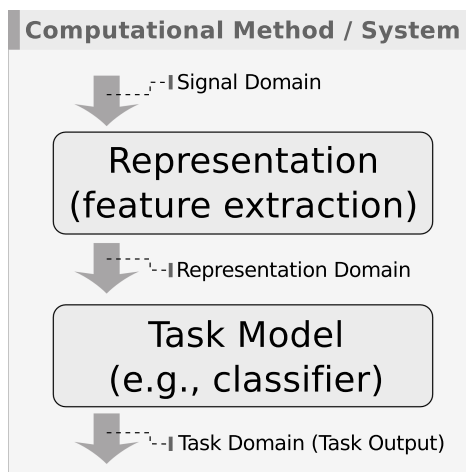 Computational Method / System
Signal Domain
Representation
(feature extraction)
Representation Domain
Task Model
(e.g., classifier)
Task Domain (Task Output)